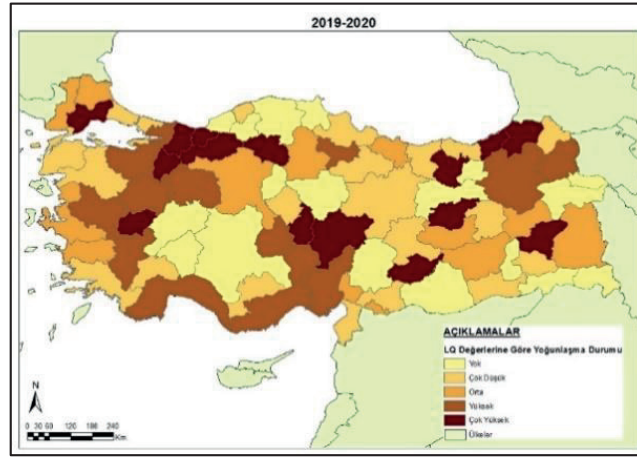 2019-2020
AÇIKLAMALAR
LQ Değerlerine Göre Yoğunlaşma Durumu
Yok
Çok Düşük
Orta
Yüksek
Çok Yüksek
Ülkeler
N
0 30 60 120 180 240
Km